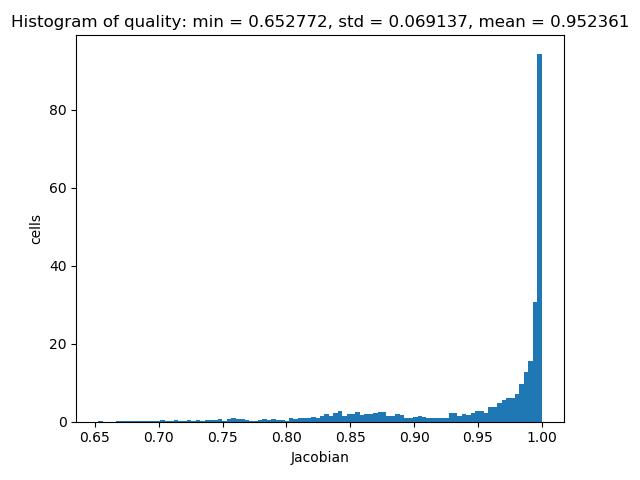 Histogram of quality: min = 0.652772, std = 0.069137, mean = 0.952361
80
60
40
20
0
cells
0.65 0.70 0.75 0.80 0.85 0.90 0.95 1.00
Jacobian